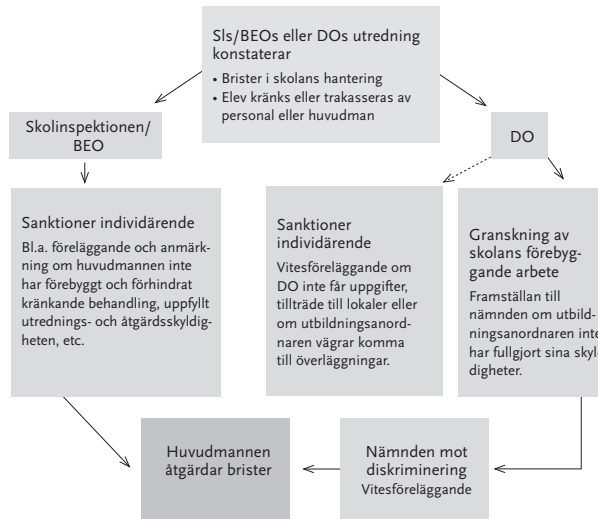 Sls/BEOs eller DOs utredning
konstaterar
• Brister i skolans hantering
• Elev kränks eller trakasseras av
personal eller huvudman
Skolinspektionen/
BEO
DO
Sanktioner individärende
Bl.a. föreläggande och anmärk-
ning om huvudmannen inte
har förebyggt och förhindrat
kränkande behandling, uppfyllt
utrednings- och åtgärdsskyldig-
heten, etc.
Sanktioner
individärende
Vitesföreläggande om
DO inte får uppgifter,
tillträde till lokaler eller
om utbildningsanord-
naren vägrar komma
till överläggningar.
Granskning av
skolans förebyg-
gande arbete
Framställan till
nämnden om utbild-
ningsanordnaren inte
har fullgjort sina skyl-
digheter.
Huvudmannen
åtgärdar brister
Nämnden mot
diskriminering
Vitesföreläggande